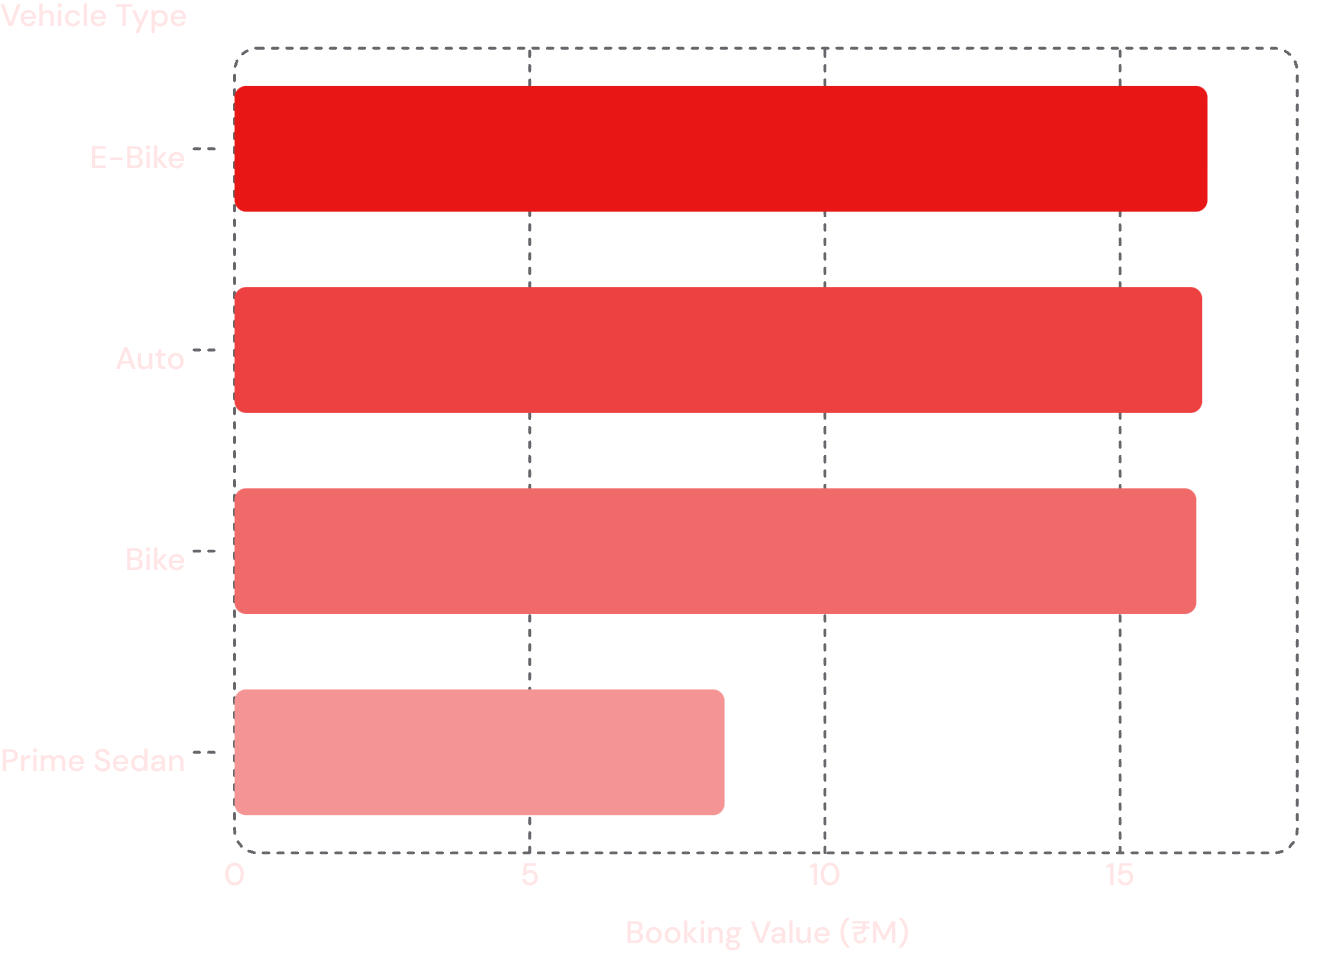 Vehicle Type
E-Bike
Auto
Bike
Prime Sedan
0 5 10 15
Booking Value (₹M)